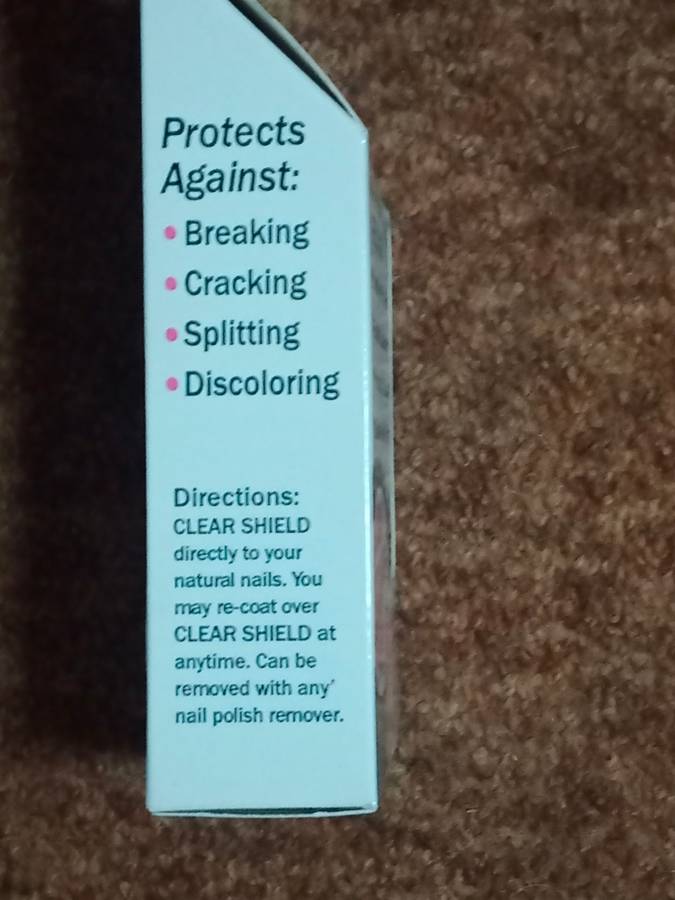 Protects
Against:
• Breaking
• Cracking
• Splitting
• Discoloring
Directions:
CLEAR SHIELD
directly to your
natural nails. You
may re-coat over
CLEAR SHIELD at
anytime. Can be
removed with any'
nail polish remover.